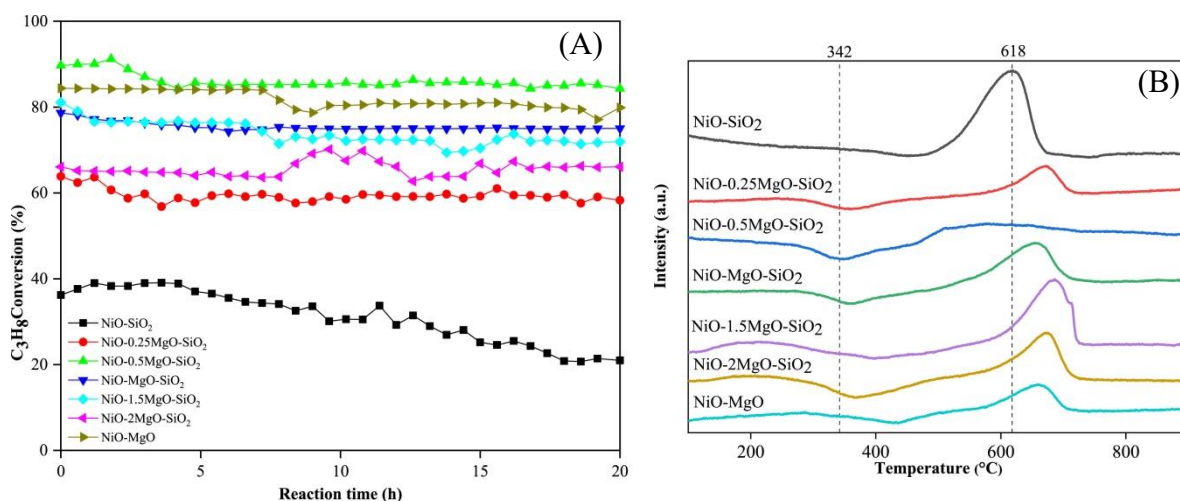 (A)
100
80
60
40
20
0
C3H8Conversion (%)
NiO-SiO2
NiO-0.25MgO-SiO2
NiO-0.5MgO-SiO2
NiO-MgO-SiO2
NiO-1.5MgO-SiO2
NiO-2MgO-SiO2
NiO-MgO
0 5 10 15 20
Reaction time (h)
(B)
342 618
Intensity (a.u.)
NiO-SiO2
NiO-0.25MgO-SiO2
NiO-0.5MgO-SiO2
NiO-MgO-SiO2
NiO-1.5MgO-SiO2
NiO-2MgO-SiO2
NiO-MgO
200 400 600 800
Temperature (°C)